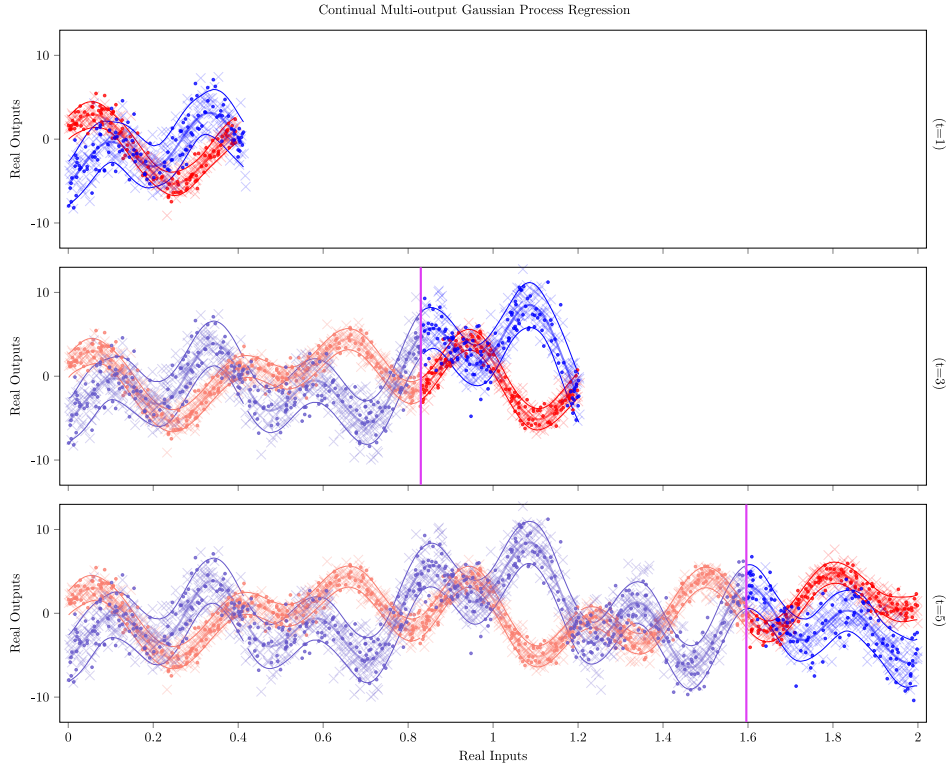 Continual Multi-output Gaussian Process Regression
10
0
-10
Real Outputs
(t=1)
10
0
-10
Real Outputs
(t=3)
10
0
-10
Real Outputs
(t=5)
0 0.2 0.4 0.6 0.8 1 1.2 1.4 1.6 1.8 2
Real Inputs